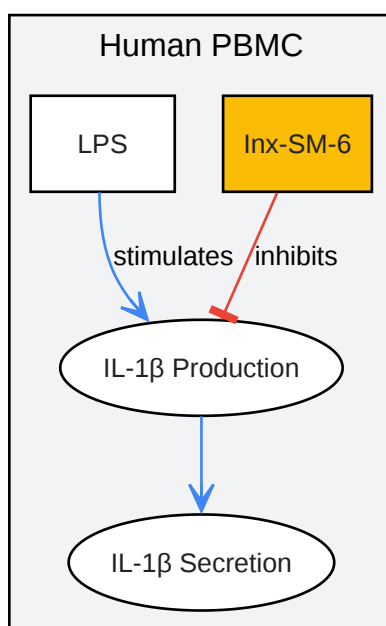 Human PBMC
LPS
Inx-SM-6
stimulates
inhibits
IL-1β Production
IL-1β Secretion